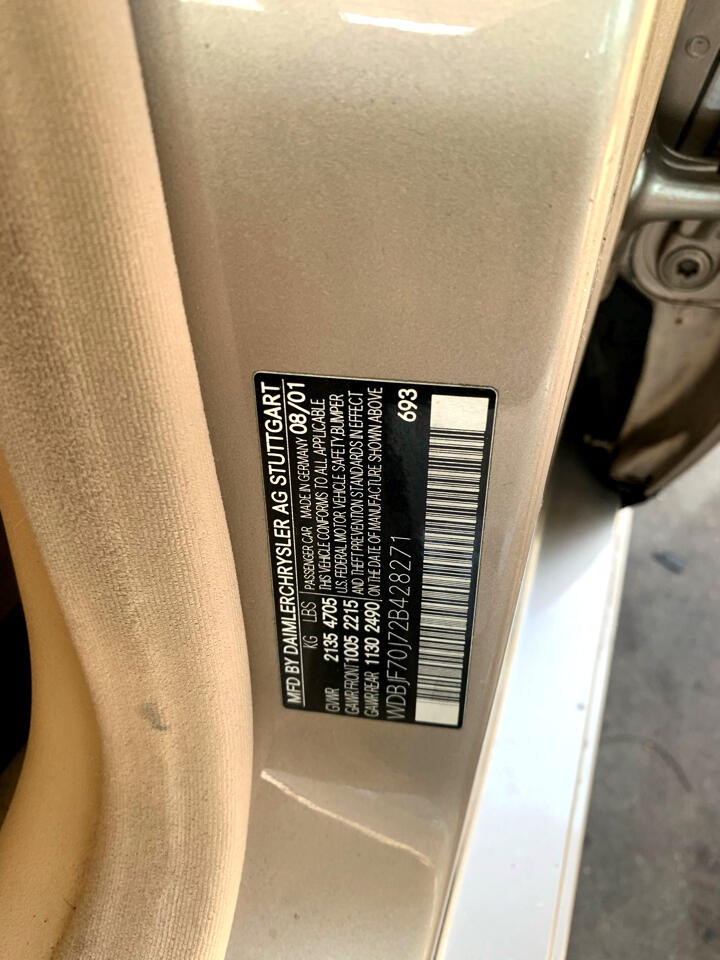 MFD BY DAIMLERCHRYSLER AG STUTTGART
KG LBS PASSENGER CAR MADE IN GERMANY 08/01
GVWR 2135 4705 THIS VEHICLE CONFORMS TO ALL APPLICABLE
U.S. FEDERAL MOTOR VEHICLE SAFETY, BUMPER
GAWR FRONT 1005 2215 AND THEFT PREVENTION STANDARDS IN EFFECT
GAWR REAR 1130 2490 ON THE DATE OF MANUFACTURE SHOWN ABOVE
WDBJF70J72B428271 693